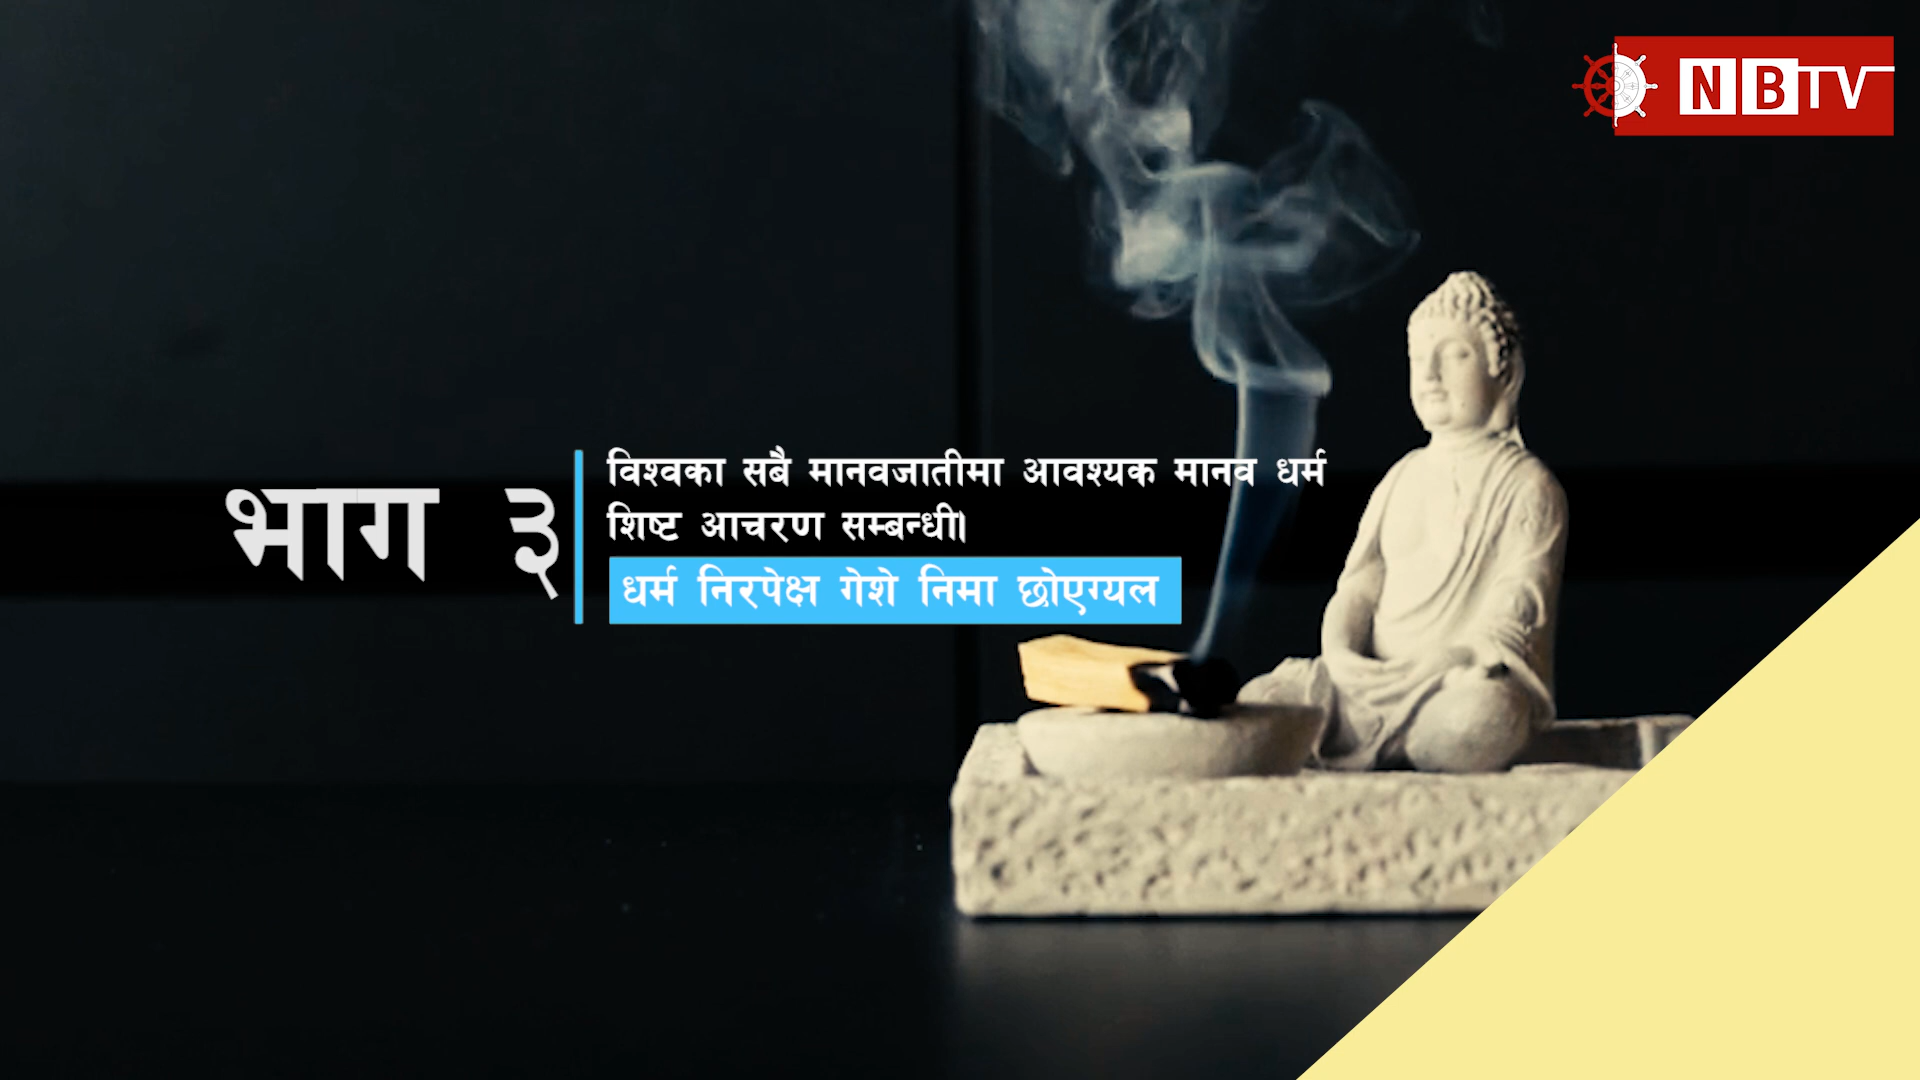 NBTV
भाग ३
विश्वका सबै मानवजातीमा आवश्यक मानव धर्म
शिष्ट आचरण सम्बन्धी।
धर्म निरपेक्ष गेशे निमा छोएग्यल